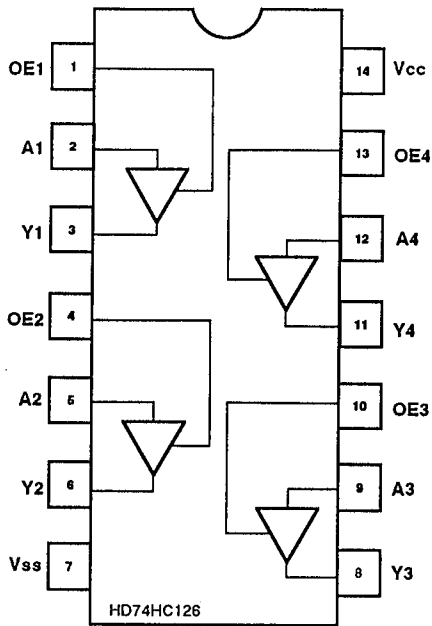 OE1 1
A1 2
Y1 3
OE2 4
A2 5
Y2 6
Vss 7
14 Vcc
13 OE4
12 A4
11 Y4
10 OE3
9 A3
8 Y3
HD74HC126